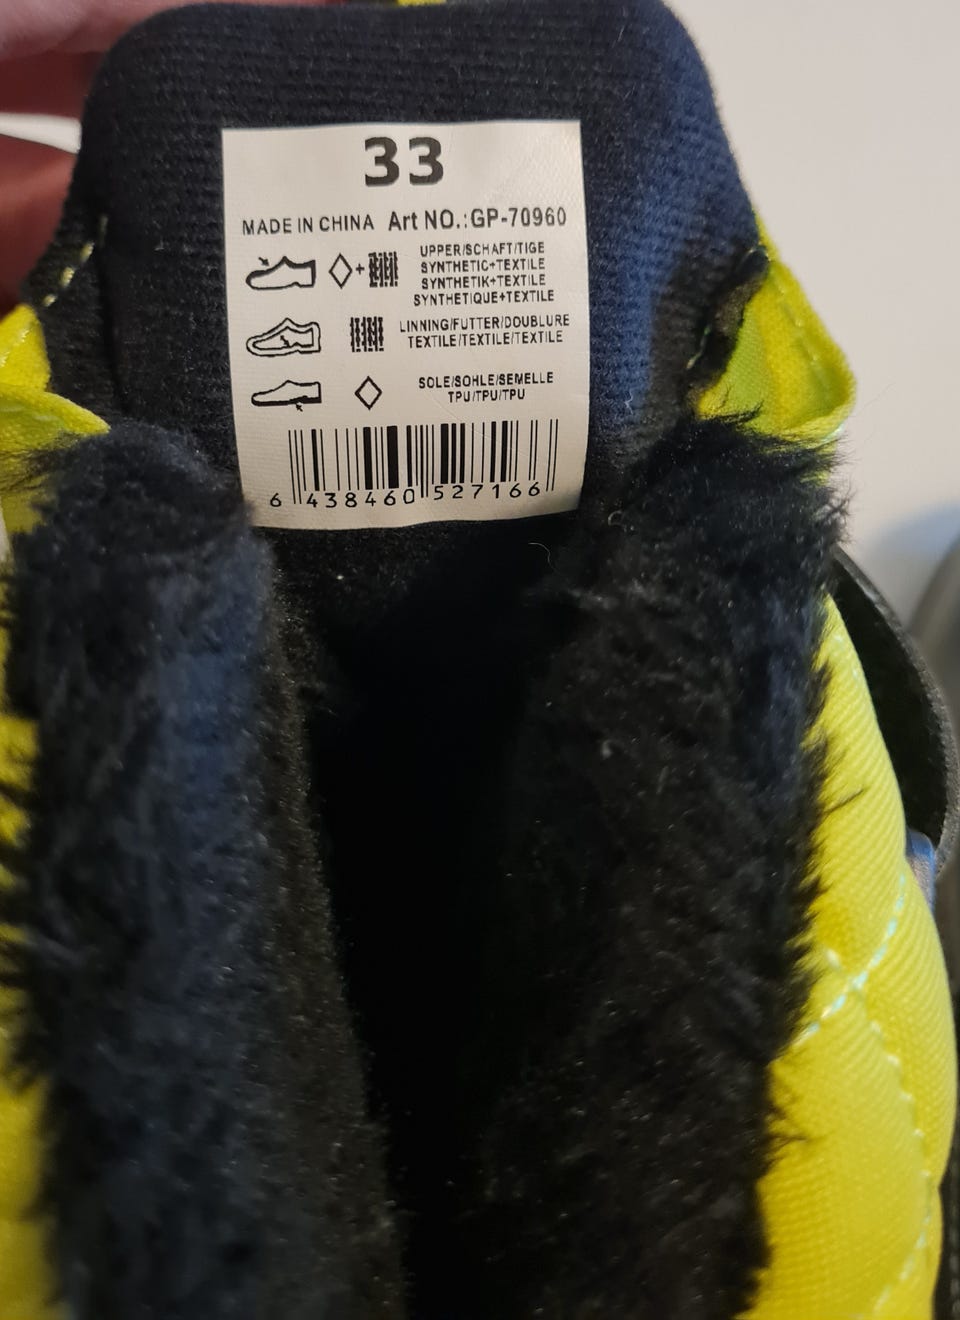 33
MADE IN CHINA Art NO.:GP-70960
UPPER/SCHAFT/TIGE
SYNTHETIC+TEXTILE
SYNTHETIK+TEXTILE
SYNTHETIQUE+TEXTILE
LINNING/FUTTER/DOUBLURE
TEXTILE/TEXTILE/TEXTILE
SOLE/SOHLE/SEMELLE
TPU/TPU/TPU
6 438460 527166